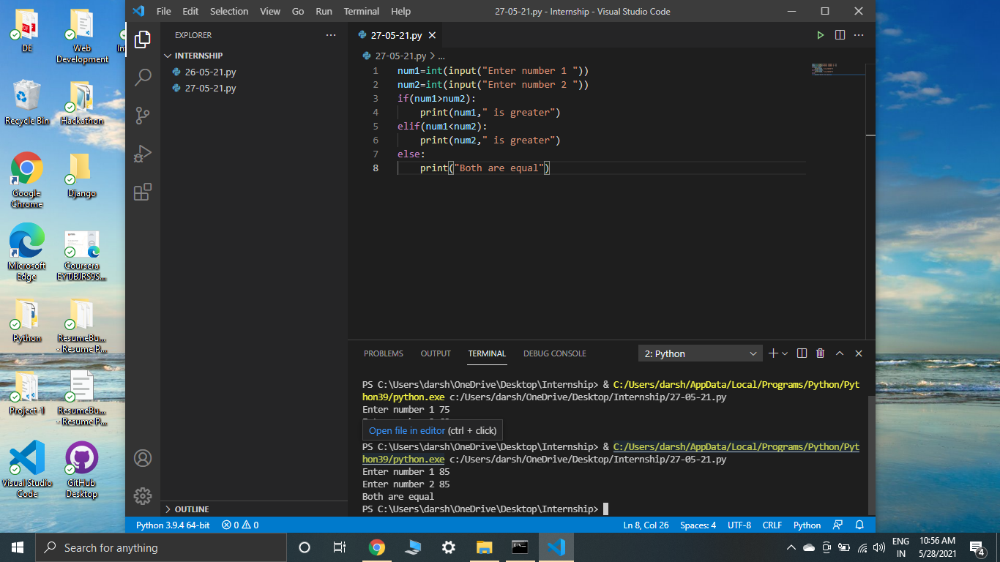 File Edit Selection View Go Run Terminal Help
27-05-21.py - Internship - Visual Studio Code
DE
Web Development
Recycle Bin
Hackathon
Google Chrome
Django
Microsoft Edge
Coursera
Python
ResumeBu... - Resume P...
Project-1
ResumeBu... - Resume P...
Visual Studio Code
GitHub Desktop
EXPLORER
INTERNSHIP
26-05-21.py
27-05-21.py
OUTLINE
27-05-21.py
27-05-21.py > ...
1 num1=int(input("Enter number 1 "))
2 num2=int(input("Enter number 2 "))
3 if(num1>num2):
4     print(num1," is greater")
5 elif(num1<num2):
6     print(num2," is greater")
7 else:
8     print("Both are equal")
PROBLEMS OUTPUT TERMINAL DEBUG CONSOLE 2: Python
PS C:\Users\darsh\OneDrive\Desktop\Internship> & C:/Users/darsh/AppData/Local/Programs/Python/Pyt
hon39/python.exe c:/Users/darsh/OneDrive/Desktop/Internship/27-05-21.py
Enter number 1 75
Open file in editor (ctrl + click)
PS C:\Users\darsh\OneDrive\Desktop\Internship> & C:/Users/darsh/AppData/Local/Programs/Python/Pyt
hon39/python.exe c:/Users/darsh/OneDrive/Desktop/Internship/27-05-21.py
Enter number 1 85
Enter number 2 85
Both are equal
PS C:\Users\darsh\OneDrive\Desktop\Internship>
Python 3.9.4 64-bit 0 0 Ln 8, Col 26 Spaces: 4 UTF-8 CRLF Python
Search for anything
ENG
IN
10:56 AM
5/28/2021
4